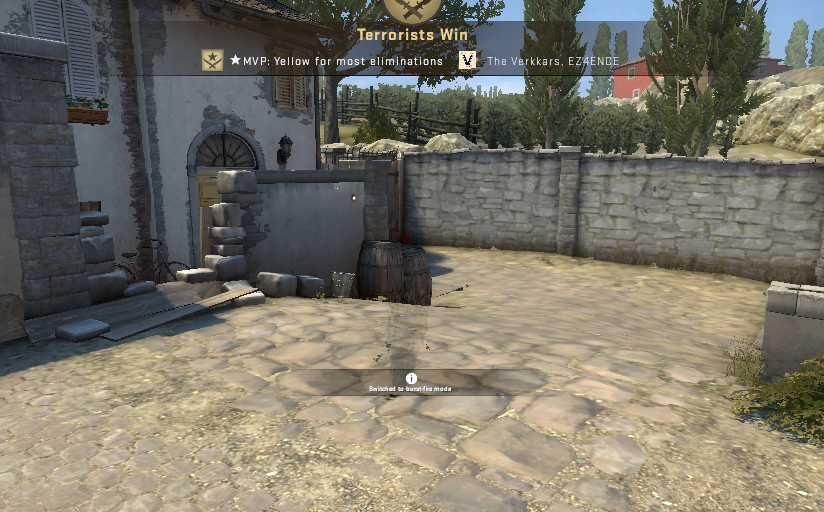 Terrorists Win
★MVP: Yellow for most eliminations
The Verkkars, EZ4ENCE
Switched to burst-fire mode